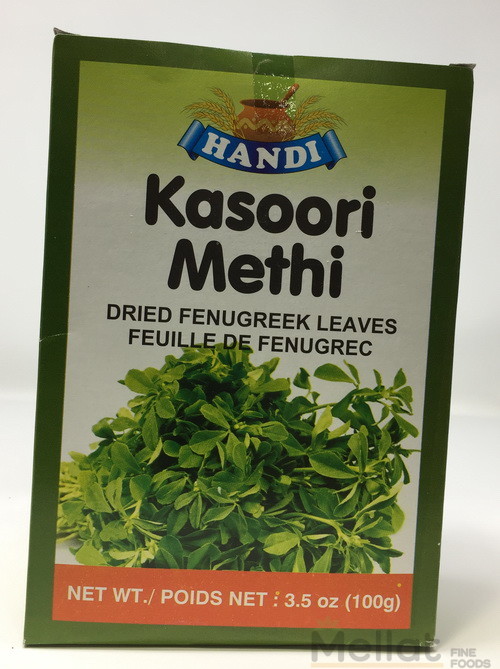 HANDI
Kasoori
Methi
DRIED FENUGREEK LEAVES
FEUILLE DE FENUGREC
NET WT./ POIDS NET : 3.5 oz (100g)
Mellat FINE
FOODS